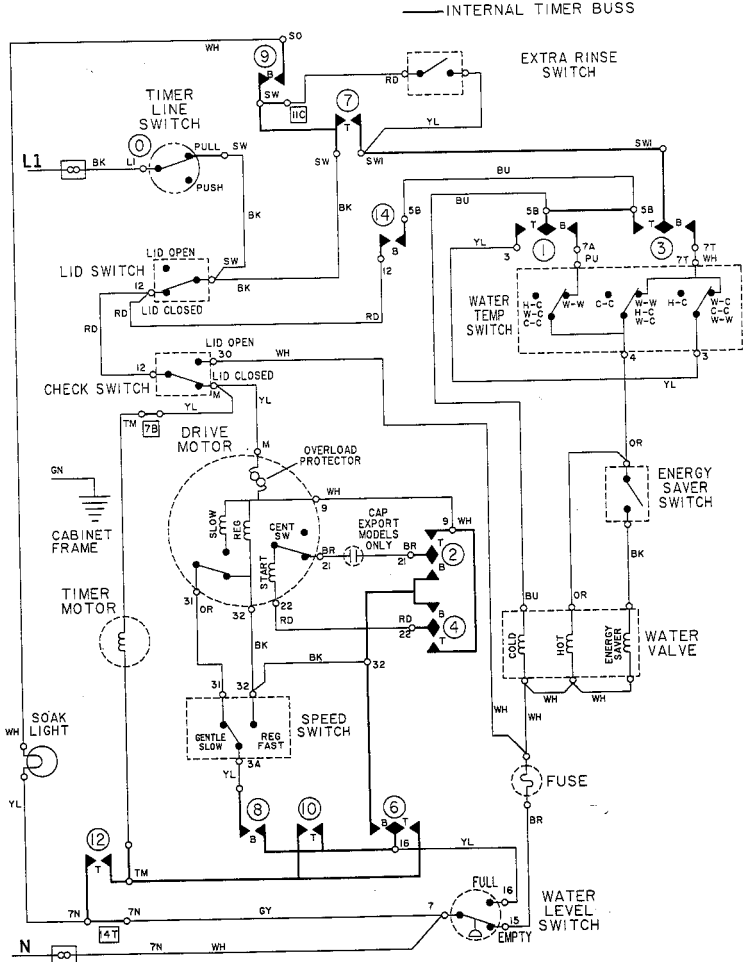 INTERNAL TIMER BUSS
SO
WH
9
B
SW
11C
RD
EXTRA RINSE
SWITCH
7
T
YL
TIMER
LINE
SWITCH
0
PULL
SW
L1
BK
L1
PUSH
SW
SW1
SW1
BU
BK
BU
14
5B
B
12
5B
5B
T
B
1
YL
3
7A
PU
T
B
3
7T
7T
WH
LID OPEN
LID SWITCH
SW
12
LID CLOSED
BK
RD
RD
RD
WATER
TEMP
SWITCH
H-C
W-C
C-C
W-W
C-C
W-W
H-C
W-C
H-C
W-C
C-C
W-W
4
3
YL
LID OPEN
30
WH
12
CHECK SWITCH
LID CLOSED
M
YL
YL
TM
7B
DRIVE
MOTOR
M
OVERLOAD
PROTECTOR
OR
GN
CABINET
FRAME
WH
9
SLOW
REG
CENT
SW
START
CAP
EXPORT
MODELS
ONLY
BR
21
BR
21
9
WH
T
2
B
ENERGY
SAVER
SWITCH
BK
TIMER
MOTOR
31
OR
32
22
RD
RD
22
B
4
T
BU
OR
COLD
HOT
ENERGY
SAVER
WATER
VALVE
BK
BK
32
31
32
WH
WH
WH
WH
SPEED
SWITCH
GENTLE
SLOW
REG
FAST
3A
YL
WH
SOAK
LIGHT
YL
FUSE
BR
8
B
10
T
6
B
T
16
YL
12
T
TM
FULL
16
WATER
LEVEL
SWITCH
7N
7N
14T
GY
7
15
EMPTY
N
7N
WH